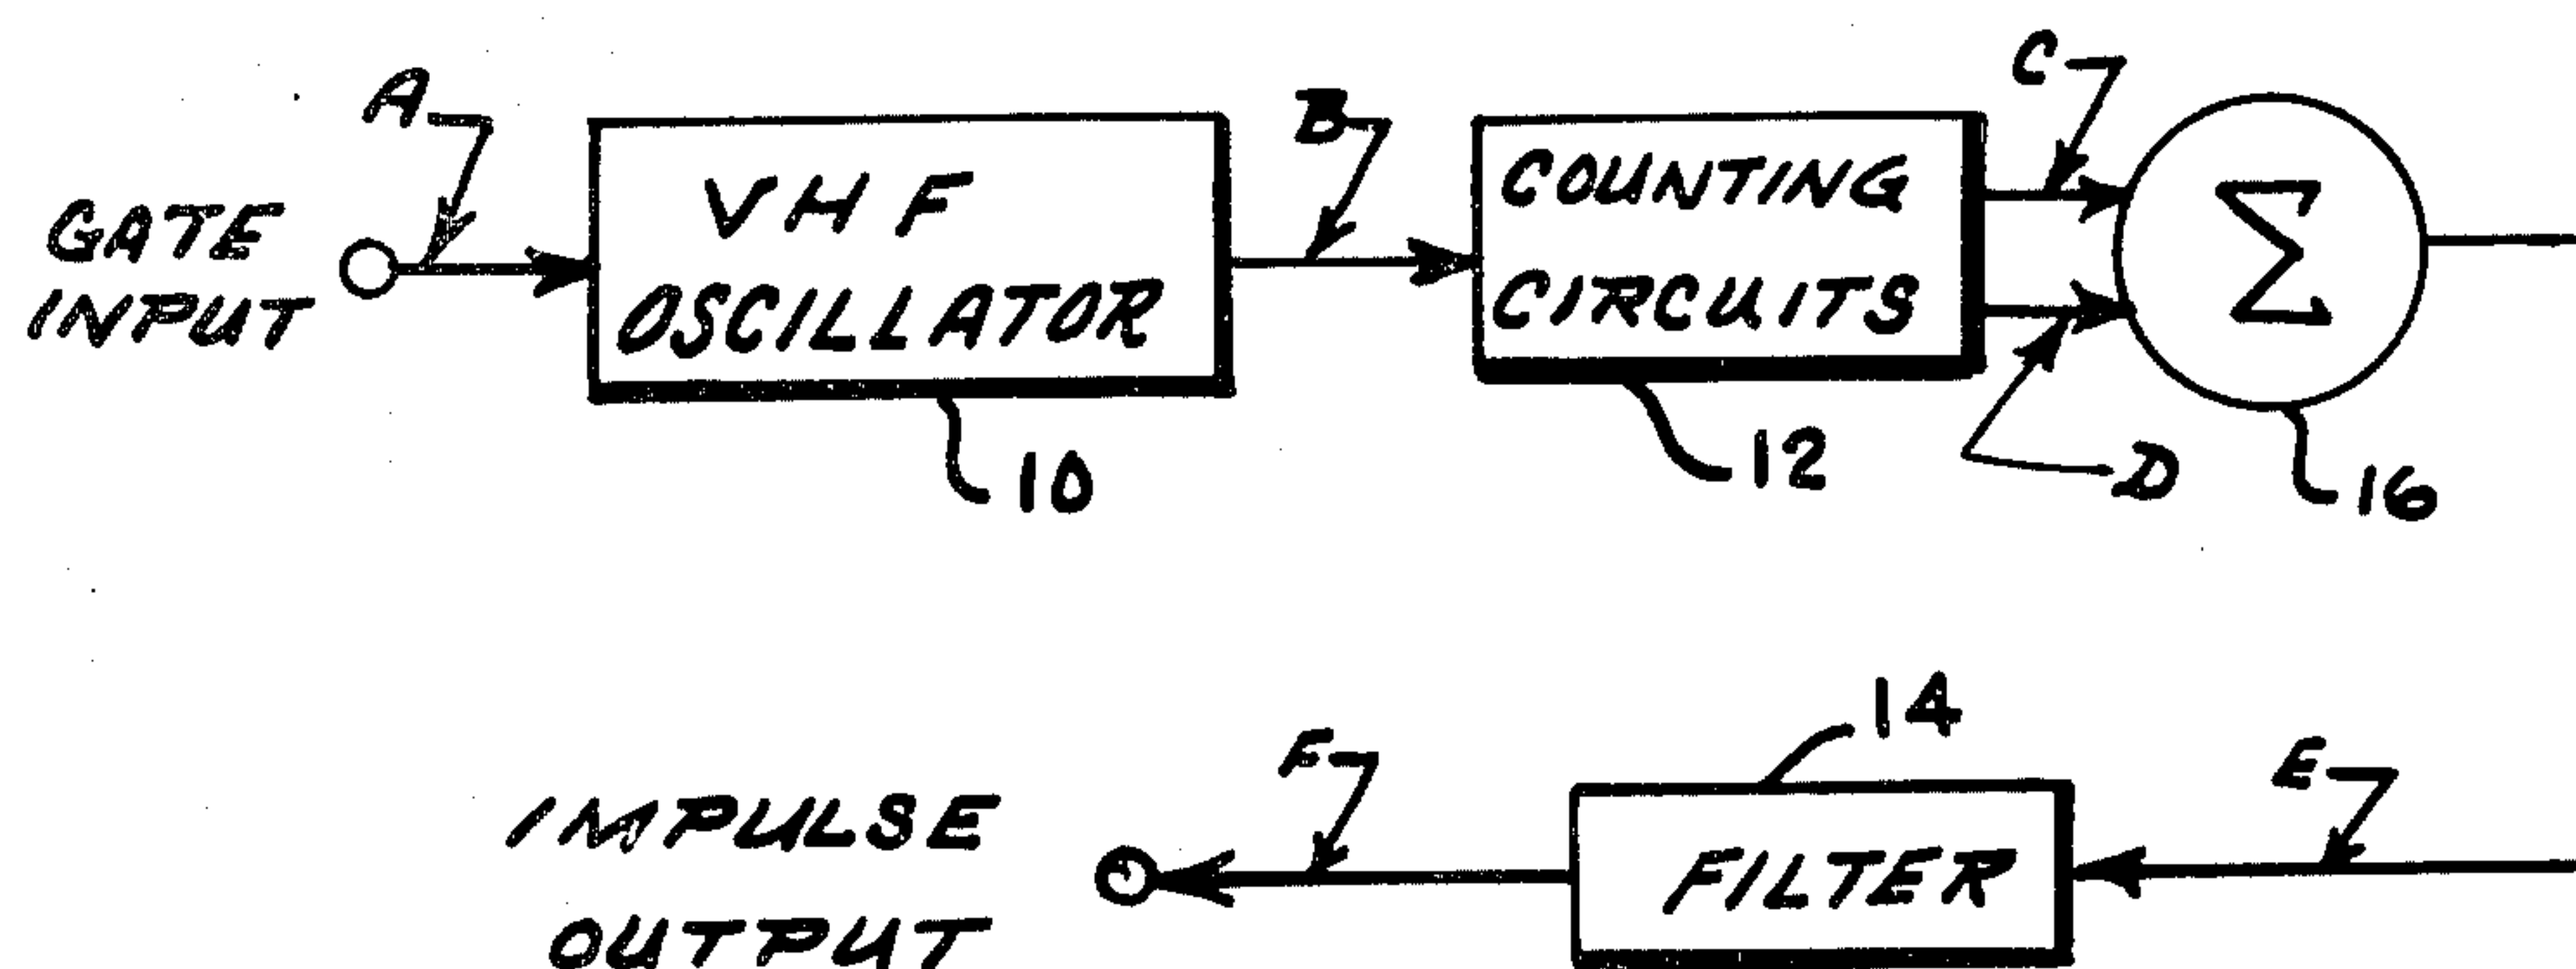 A
GATE
INPUT
VHF
OSCILLATOR
10
B
COUNTING
CIRCUITS
12
C
D
Σ
16
E
14
FILTER
F
IMPULSE
OUTPUT